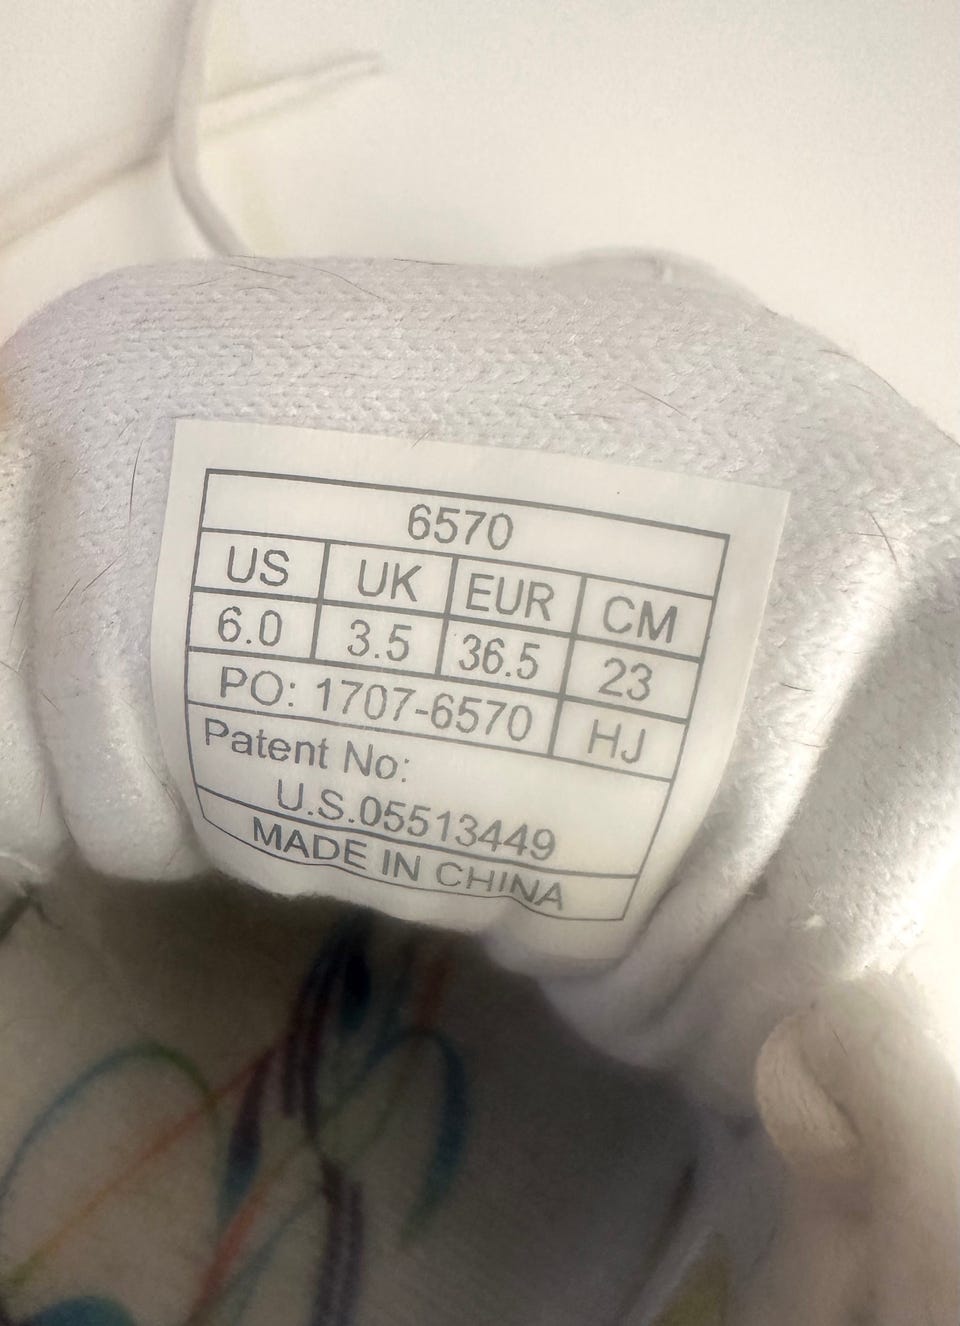 6570
US UK EUR CM
6.0 3.5 36.5 23
PO: 1707-6570 HJ
Patent No:
U.S.05513449
MADE IN CHINA